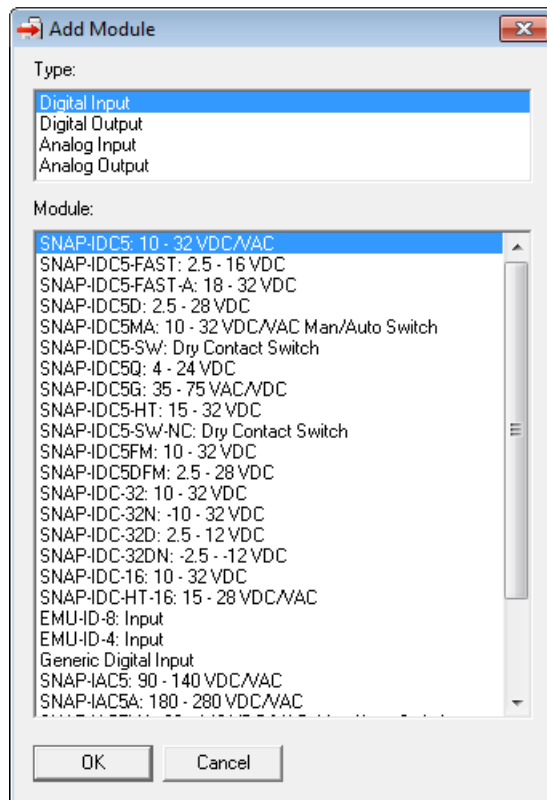 Add Module
Type:
Digital Input
Digital Output
Analog Input
Analog Output
Module:
SNAP-IDC5: 10 - 32 VDC/VAC
SNAP-IDC5-FAST: 2.5 - 16 VDC
SNAP-IDC5-FAST-A: 18 - 32 VDC
SNAP-IDC5D: 2.5 - 28 VDC
SNAP-IDC5MA: 10 - 32 VDC/VAC Man/Auto Switch
SNAP-IDC5-SW: Dry Contact Switch
SNAP-IDC5Q: 4 - 24 VDC
SNAP-IDC5G: 35 - 75 VAC/VDC
SNAP-IDC5-HT: 15 - 32 VDC
SNAP-IDC5-SW-NC: Dry Contact Switch
SNAP-IDC5FM: 10 - 32 VDC
SNAP-IDC5DFM: 2.5 - 28 VDC
SNAP-IDC-32: 10 - 32 VDC
SNAP-IDC-32N: -10 - 32 VDC
SNAP-IDC-32D: 2.5 - 12 VDC
SNAP-IDC-32DN: -2.5 - -12 VDC
SNAP-IDC-16: 10 - 32 VDC
SNAP-IDC-HT-16: 15 - 28 VDC/VAC
EMU-ID-8: Input
EMU-ID-4: Input
Generic Digital Input
SNAP-IAC5: 90 - 140 VDC/VAC
SNAP-IAC5A: 180 - 280 VDC/VAC
OK
Cancel